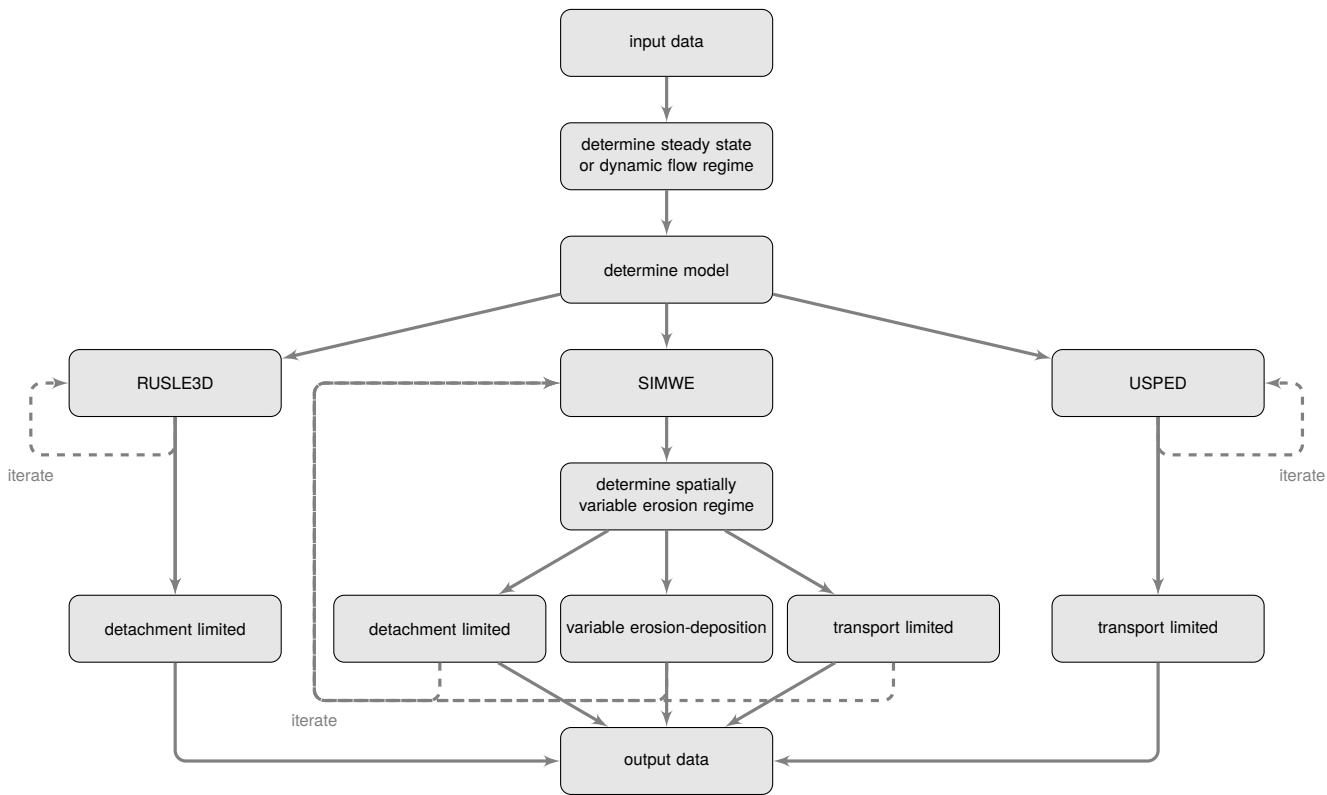 input data
determine steady state
or dynamic flow regime
determine model
RUSLE3D
SIMWE
USPED
iterate
iterate
determine spatially
variable erosion regime
detachment limited
detachment limited
variable erosion-deposition
transport limited
transport limited
iterate
output data